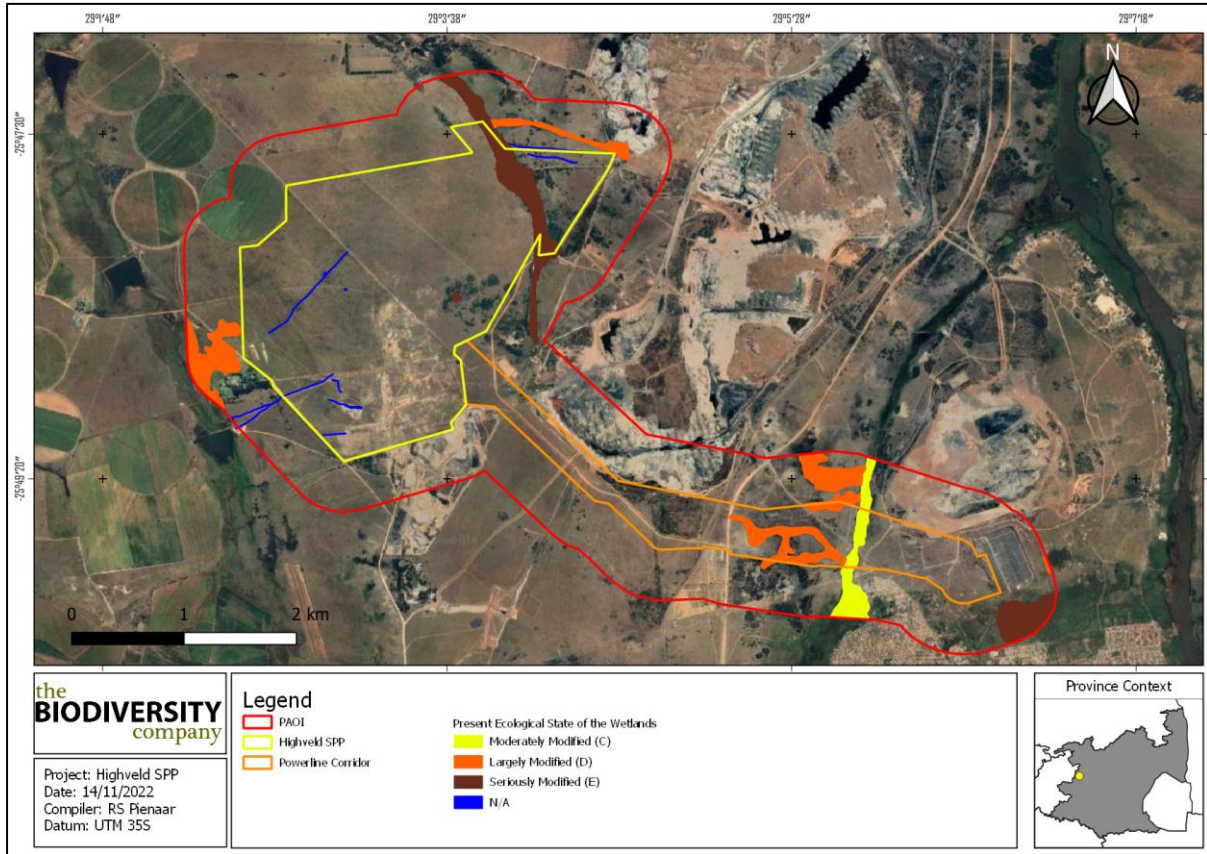 29°1'48"
29°3'38"
29°5'28"
29°7'18"
-25°47'30"
-25°49'20"
N
0 1 2 km
the
BIODIVERSITY
company
Project: Highveld SPP
Date: 14/11/2022
Compiler: RS Pienaar
Datum: UTM 35S
Legend
PAOI
Highveld SPP
Powerline Corridor
Present Ecological State of the Wetlands
Moderately Modified (C)
Largely Modified (D)
Seriously Modified (E)
N/A
Province Context